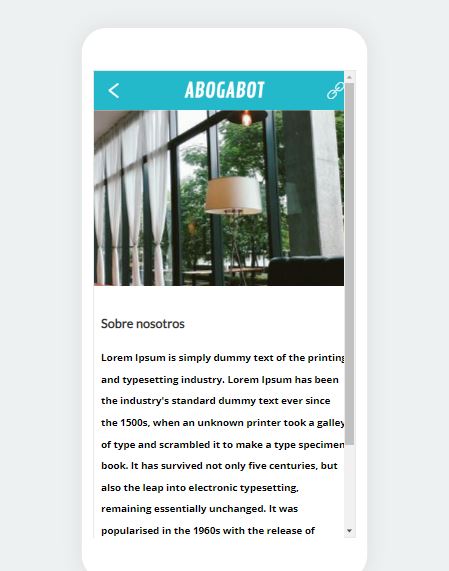 ABOGABOT
Sobre nosotros
Lorem Ipsum is simply dummy text of the printing
and typesetting industry. Lorem Ipsum has been
the industry's standard dummy text ever since
the 1500s, when an unknown printer took a galley
of type and scrambled it to make a type specimen
book. It has survived not only five centuries, but
also the leap into electronic typesetting,
remaining essentially unchanged. It was
popularised in the 1960s with the release of